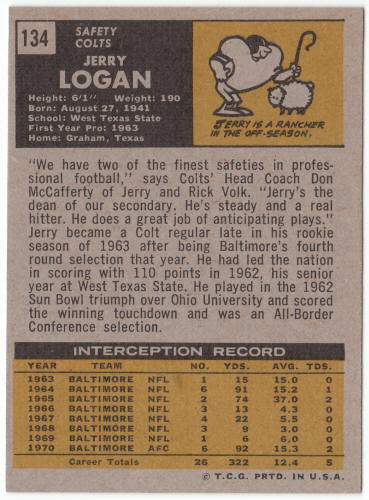 134
SAFETY
COLTS
JERRY
LOGAN
Height: 6'1" Weight: 190
Born: August 27, 1941
School: West Texas State
First Year Pro: 1963
Home: Graham, Texas
JERRY IS A RANCHER
IN THE OFF-SEASON.
"We have two of the finest safeties in profes-
sional football," says Colts' Head Coach Don
McCafferty of Jerry and Rick Volk. "Jerry's the
dean of our secondary. He's steady and a real
hitter. He does a great job of anticipating plays."
Jerry became a Colt regular late in his rookie
season of 1963 after being Baltimore's fourth
round selection that year. He had led the nation
in scoring with 110 points in 1962, his senior
year at West Texas State. He played in the 1962
Sun Bowl triumph over Ohio University and scored
the winning touchdown and was an All-Border
Conference selection.
INTERCEPTION RECORD
YEAR TEAM NO. YDS. AVG. TDS.
1963 BALTIMORE NFL 1 15 15.0 0
1964 BALTIMORE NFL 6 91 15.2 1
1965 BALTIMORE NFL 2 74 37.0 2
1966 BALTIMORE NFL 3 13 4.3 0
1967 BALTIMORE NFL 4 22 5.5 0
1968 BALTIMORE NFL 3 9 3.0 0
1969 BALTIMORE NFL 1 6 6.0 0
1970 BALTIMORE AFC 6 92 15.3 2
Career Totals 26 322 12.4 5
© T.C.G. PRTD. IN U.S.A.